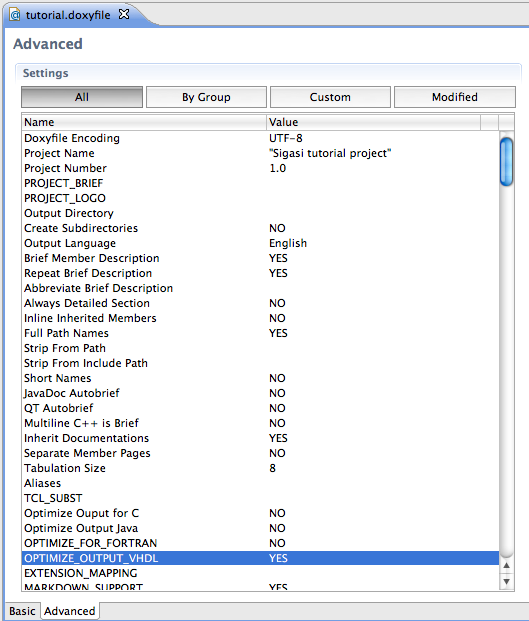 tutorial.doxyfile
Advanced
Settings
All By Group Custom Modified
Name Value
Doxyfile Encoding UTF-8
Project Name "Sigasi tutorial project"
Project Number 1.0
PROJECT_BRIEF
PROJECT_LOGO
Output Directory
Create Subdirectories NO
Output Language English
Brief Member Description YES
Repeat Brief Description YES
Abbreviate Brief Description
Always Detailed Section NO
Inline Inherited Members NO
Full Path Names YES
Strip From Path
Strip From Include Path
Short Names NO
JavaDoc Autobrief NO
QT Autobrief NO
Multiline C++ is Brief NO
Inherit Documentations YES
Separate Member Pages NO
Tabulation Size 8
Aliases
TCL_SUBST
Optimize Ouput for C NO
Optimize Output Java NO
OPTIMIZE_FOR_FORTRAN NO
OPTIMIZE_OUTPUT_VHDL YES
EXTENSION_MAPPING
MARKDOWN_SUPPORT YES
Basic Advanced